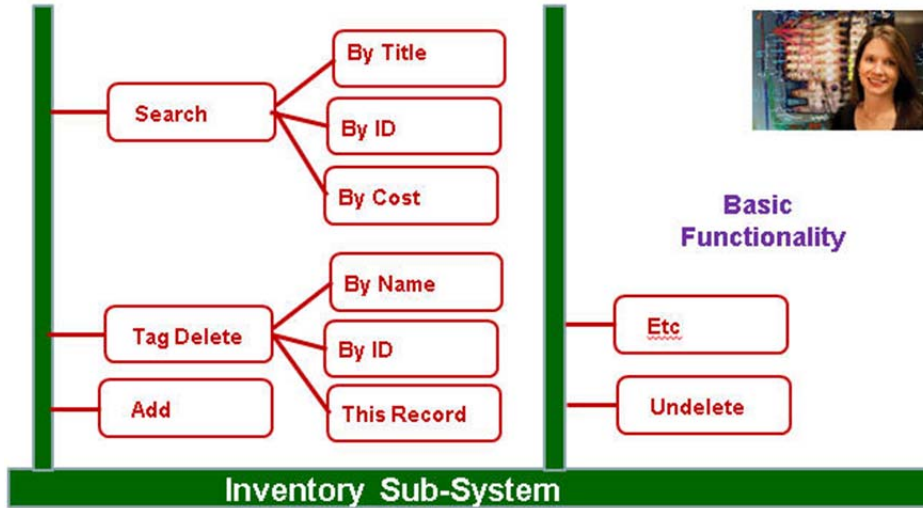 By Title
Search
By ID
By Cost
Basic
Functionality
By Name
Tag Delete
By ID
Add
This Record
Etc
Undelete
Inventory Sub-System